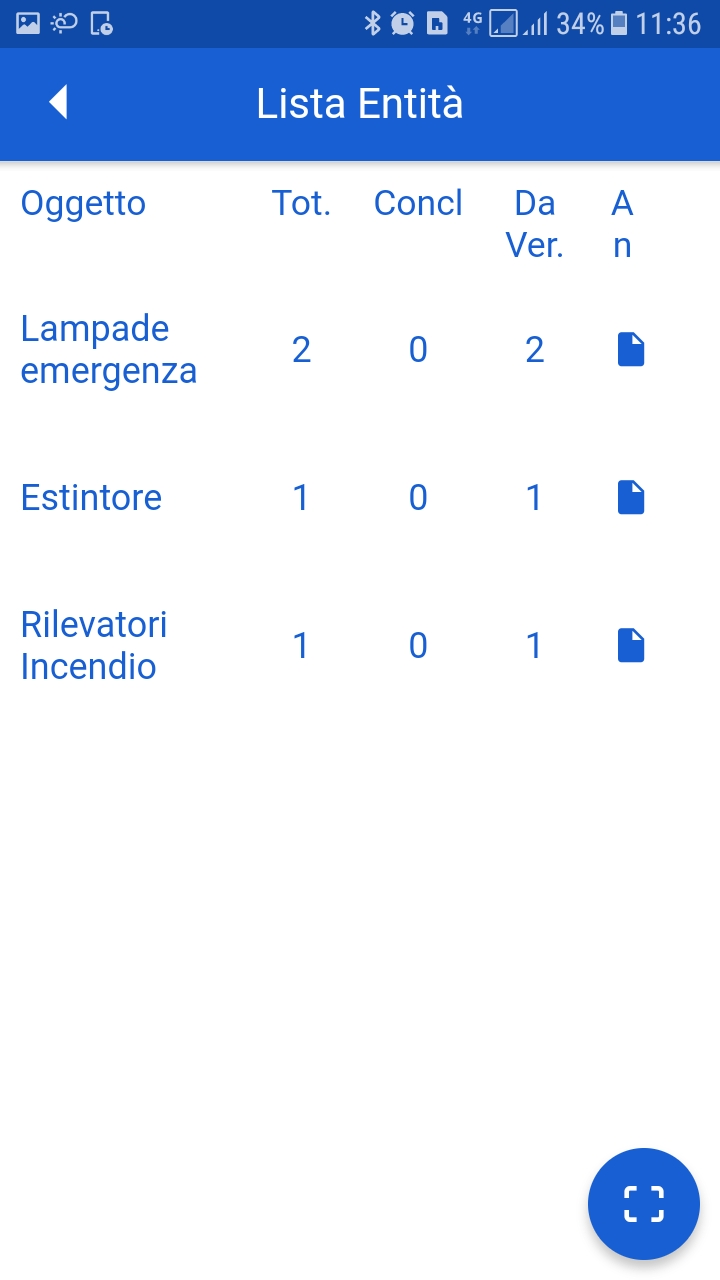 4G 34% 11:36
Lista Entità
Oggetto Tot. Concl Da Ver. A n
Lampade emergenza 2 0 2
Estintore 1 0 1
Rilevatori Incendio 1 0 1